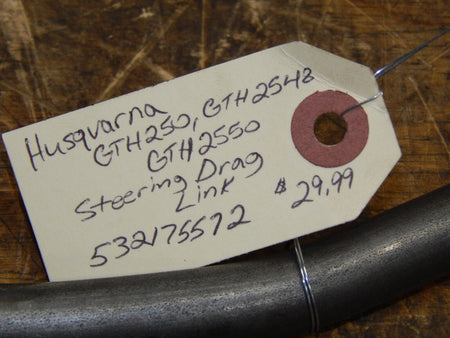 Husqvarna
GTH250, GTH2548
GTH2550
Steering Drag
Link
$29.99
532175572